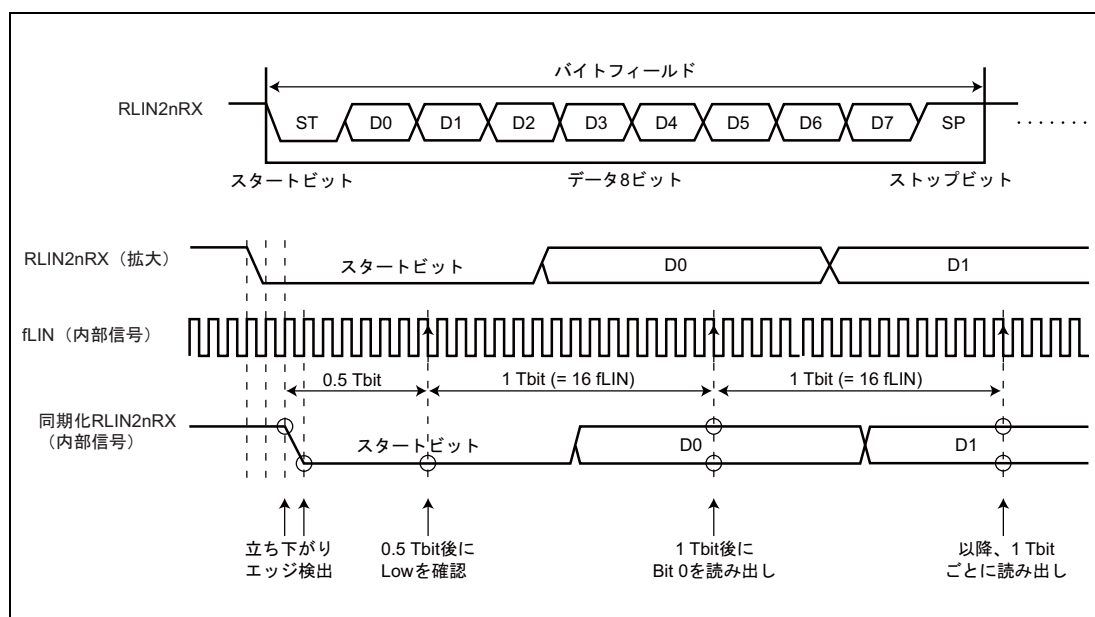 バイトフィールド
RLIN2nRX
ST D0 D1 D2 D3 D4 D5 D6 D7 SP ・・・・・・・
スタートビット データ8ビット ストップビット
RLIN2nRX（拡大）
スタートビット D0 D1
fLIN（内部信号）
0.5 Tbit 1 Tbit (= 16 fLIN) 1 Tbit (= 16 fLIN)
同期化RLIN2nRX
（内部信号）
スタートビット D0 D1
立ち下がり
エッジ検出
0.5 Tbit後に
Lowを確認
1 Tbit後に
Bit 0を読み出し
以降、1 Tbit
ごとに読み出し